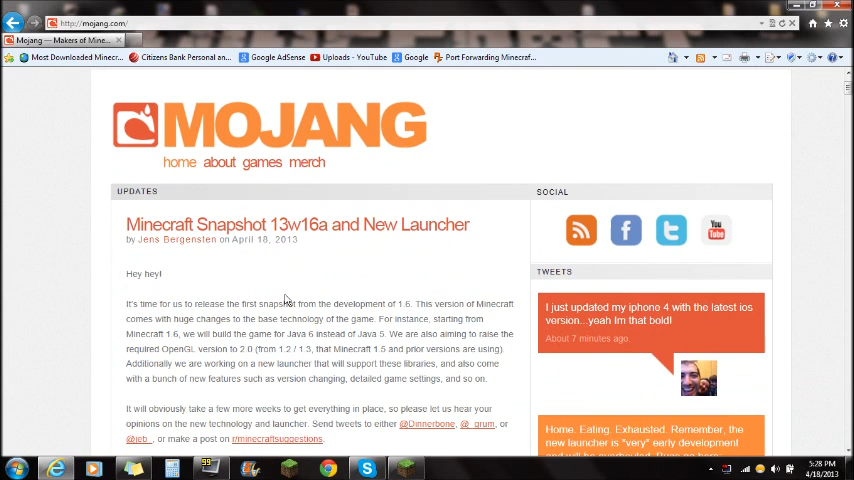 http://mojang.com/
Mojang — Makers of Mine...
Most Downloaded Minecr...
Citizens Bank Personal an...
Google AdSense
Uploads - YouTube
Google
Port Forwarding Minecraf...
MOJANG
home about games merch
UPDATES
Minecraft Snapshot 13w16a and New Launcher
by Jens Bergensten on April 18, 2013
Hey hey!
It's time for us to release the first snapshot from the development of 1.6. This version of Minecraft
comes with huge changes to the base technology of the game. For instance, starting from
Minecraft 1.6, we will build the game for Java 6 instead of Java 5. We are also aiming to raise the
required OpenGL version to 2.0 (from 1.2 / 1.3, that Minecraft 1.5 and prior versions are using).
Additionally we are working on a new launcher that will support these libraries, and also come
with a bunch of new features such as version changing, detailed game settings, and so on.
It will obviously take a few more weeks to get everything in place, so please let us hear your
opinions on the new technology and launcher. Send tweets to either @Dinnerbone, @_grum, or
@jeb_, or make a post on r/minecraftsuggestions.
SOCIAL
You
Tube
TWEETS
I just updated my iphone 4 with the latest ios
version...yeah Im that bold!
About 7 minutes ago.
Home. Eating. Exhausted. Remember, the
new launcher is *very* early development
99
5:28 PM
4/18/2013